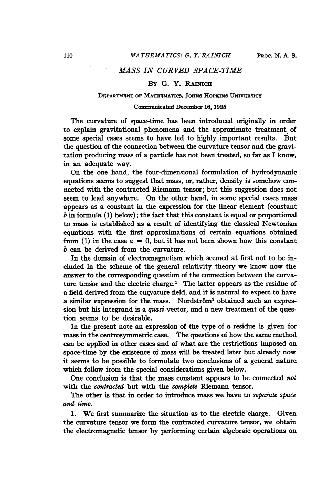 110 MATHEMATICS: G. Y. RAINICH PROC. N. A. S.
MASS IN CURVED SPACE-TIME
BY G. Y. RAINICH
DEPARTMENT OF MATHEMATICS, JOHNS HOPKINS UNIVERSITY
Communicated December 16, 1925
The curvature of space-time has been introduced originally in order
to explain gravitational phenomena and the approximate treatment of
some special cases seems to have led to highly important results. But
the question of the connection between the curvature tensor and the gravi-
tation producing mass of a particle has not been treated, so far as I know,
in an adequate way.
On the one hand, the four-dimensional formulation of hydrodynamic
equations seems to suggest that mass, or, rather, density is somehow con-
nected with the contracted Riemann tensor; but this suggestion does not
seem to lead anywhere. On the other hand, in some special cases mass
appears as a constant in the expression for the linear element (constant
b in formula (1) below); the fact that this constant is equal or proportional
to mass is established as a result of identifying the classical Newtonian
equations with the first approximations of certain equations obtained
from (1) in the case e = 0, but it has not been shown how this constant
b can be derived from the curvature.
In the domain of electromagnetism which seemed at first not to be in-
cluded in the scheme of the general relativity theory we know now the
answer to the corresponding question of the connection between the curva-
ture tensor and the electric charge.¹ The latter appears as the residue of
a field derived from the curvature field, and it is natural to expect to have
a similar expression for the mass. Nordström² obtained such an expres-
sion but his integrand is a quasi vector, and a new treatment of the ques-
tion seems to be desirable.
In the present note an expression of the type of a residue is given for
mass in the centrosymmetric case. The questions of how the same method
can be applied in other cases and of what are the restrictions imposed on
space-time by the existence of mass will be treated later but already now
it seems to be possible to formulate two conclusions of a general nature
which follow from the special considerations given below.
One conclusion is that the mass constant appears to be connected not
with the contracted but with the complete Riemann tensor.
The other is that in order to introduce mass we have to separate space
and time.
1. We first summarize the situation as to the electric charge. Given
the curvature tensor we form the contracted curvature tensor, we obtain
the electromagnetic tensor by performing certain algebraic operations on